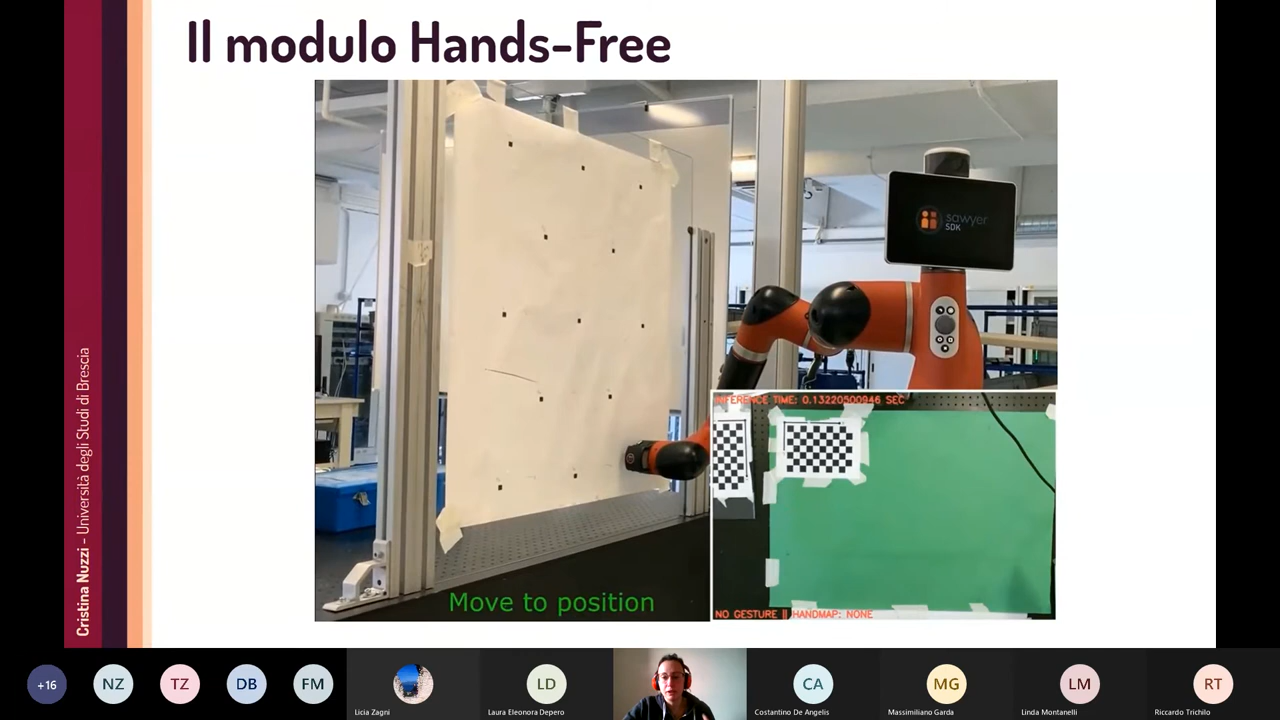 Il modulo Hands-Free
Cristina Nuzzi - Università degli Studi di Brescia
sawyer
SDK
INFERENCE TIME: 0.13220500946 SEC
Move to position
NO GESTURE || HANDMAP: NONE
+16
NZ
TZ
DB
FM
Licia Zagni
LD
Laura Eleonora Depero
CA
Costantino De Angelis
MG
Massimiliano Garda
LM
Linda Montanelli
RT
Riccardo Trichilo